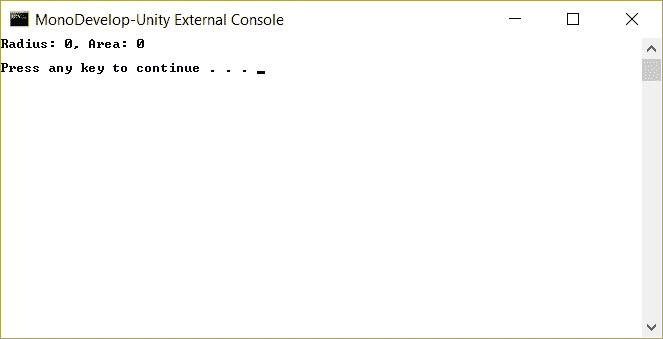 MonoDevelop-Unity External Console
Radius: 0, Area: 0
Press any key to continue . . .